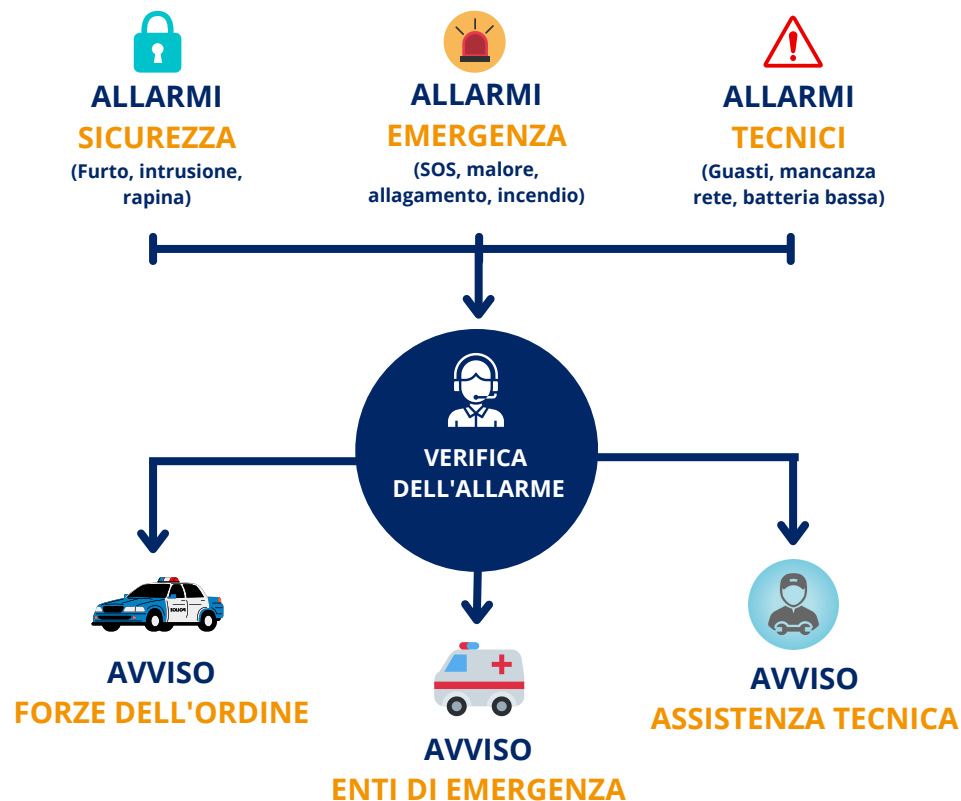 ALLARMI
SICUREZZA
(Furto, intrusione,
rapina)
ALLARMI
EMERGENZA
(SOS, malore,
allagamento, incendio)
ALLARMI
TECNICI
(Guasti, mancanza
rete, batteria bassa)
VERIFICA
DELL'ALLARME
AVVISO
FORZE DELL'ORDINE
AVVISO
ENTI DI EMERGENZA
AVVISO
ASSISTENZA TECNICA